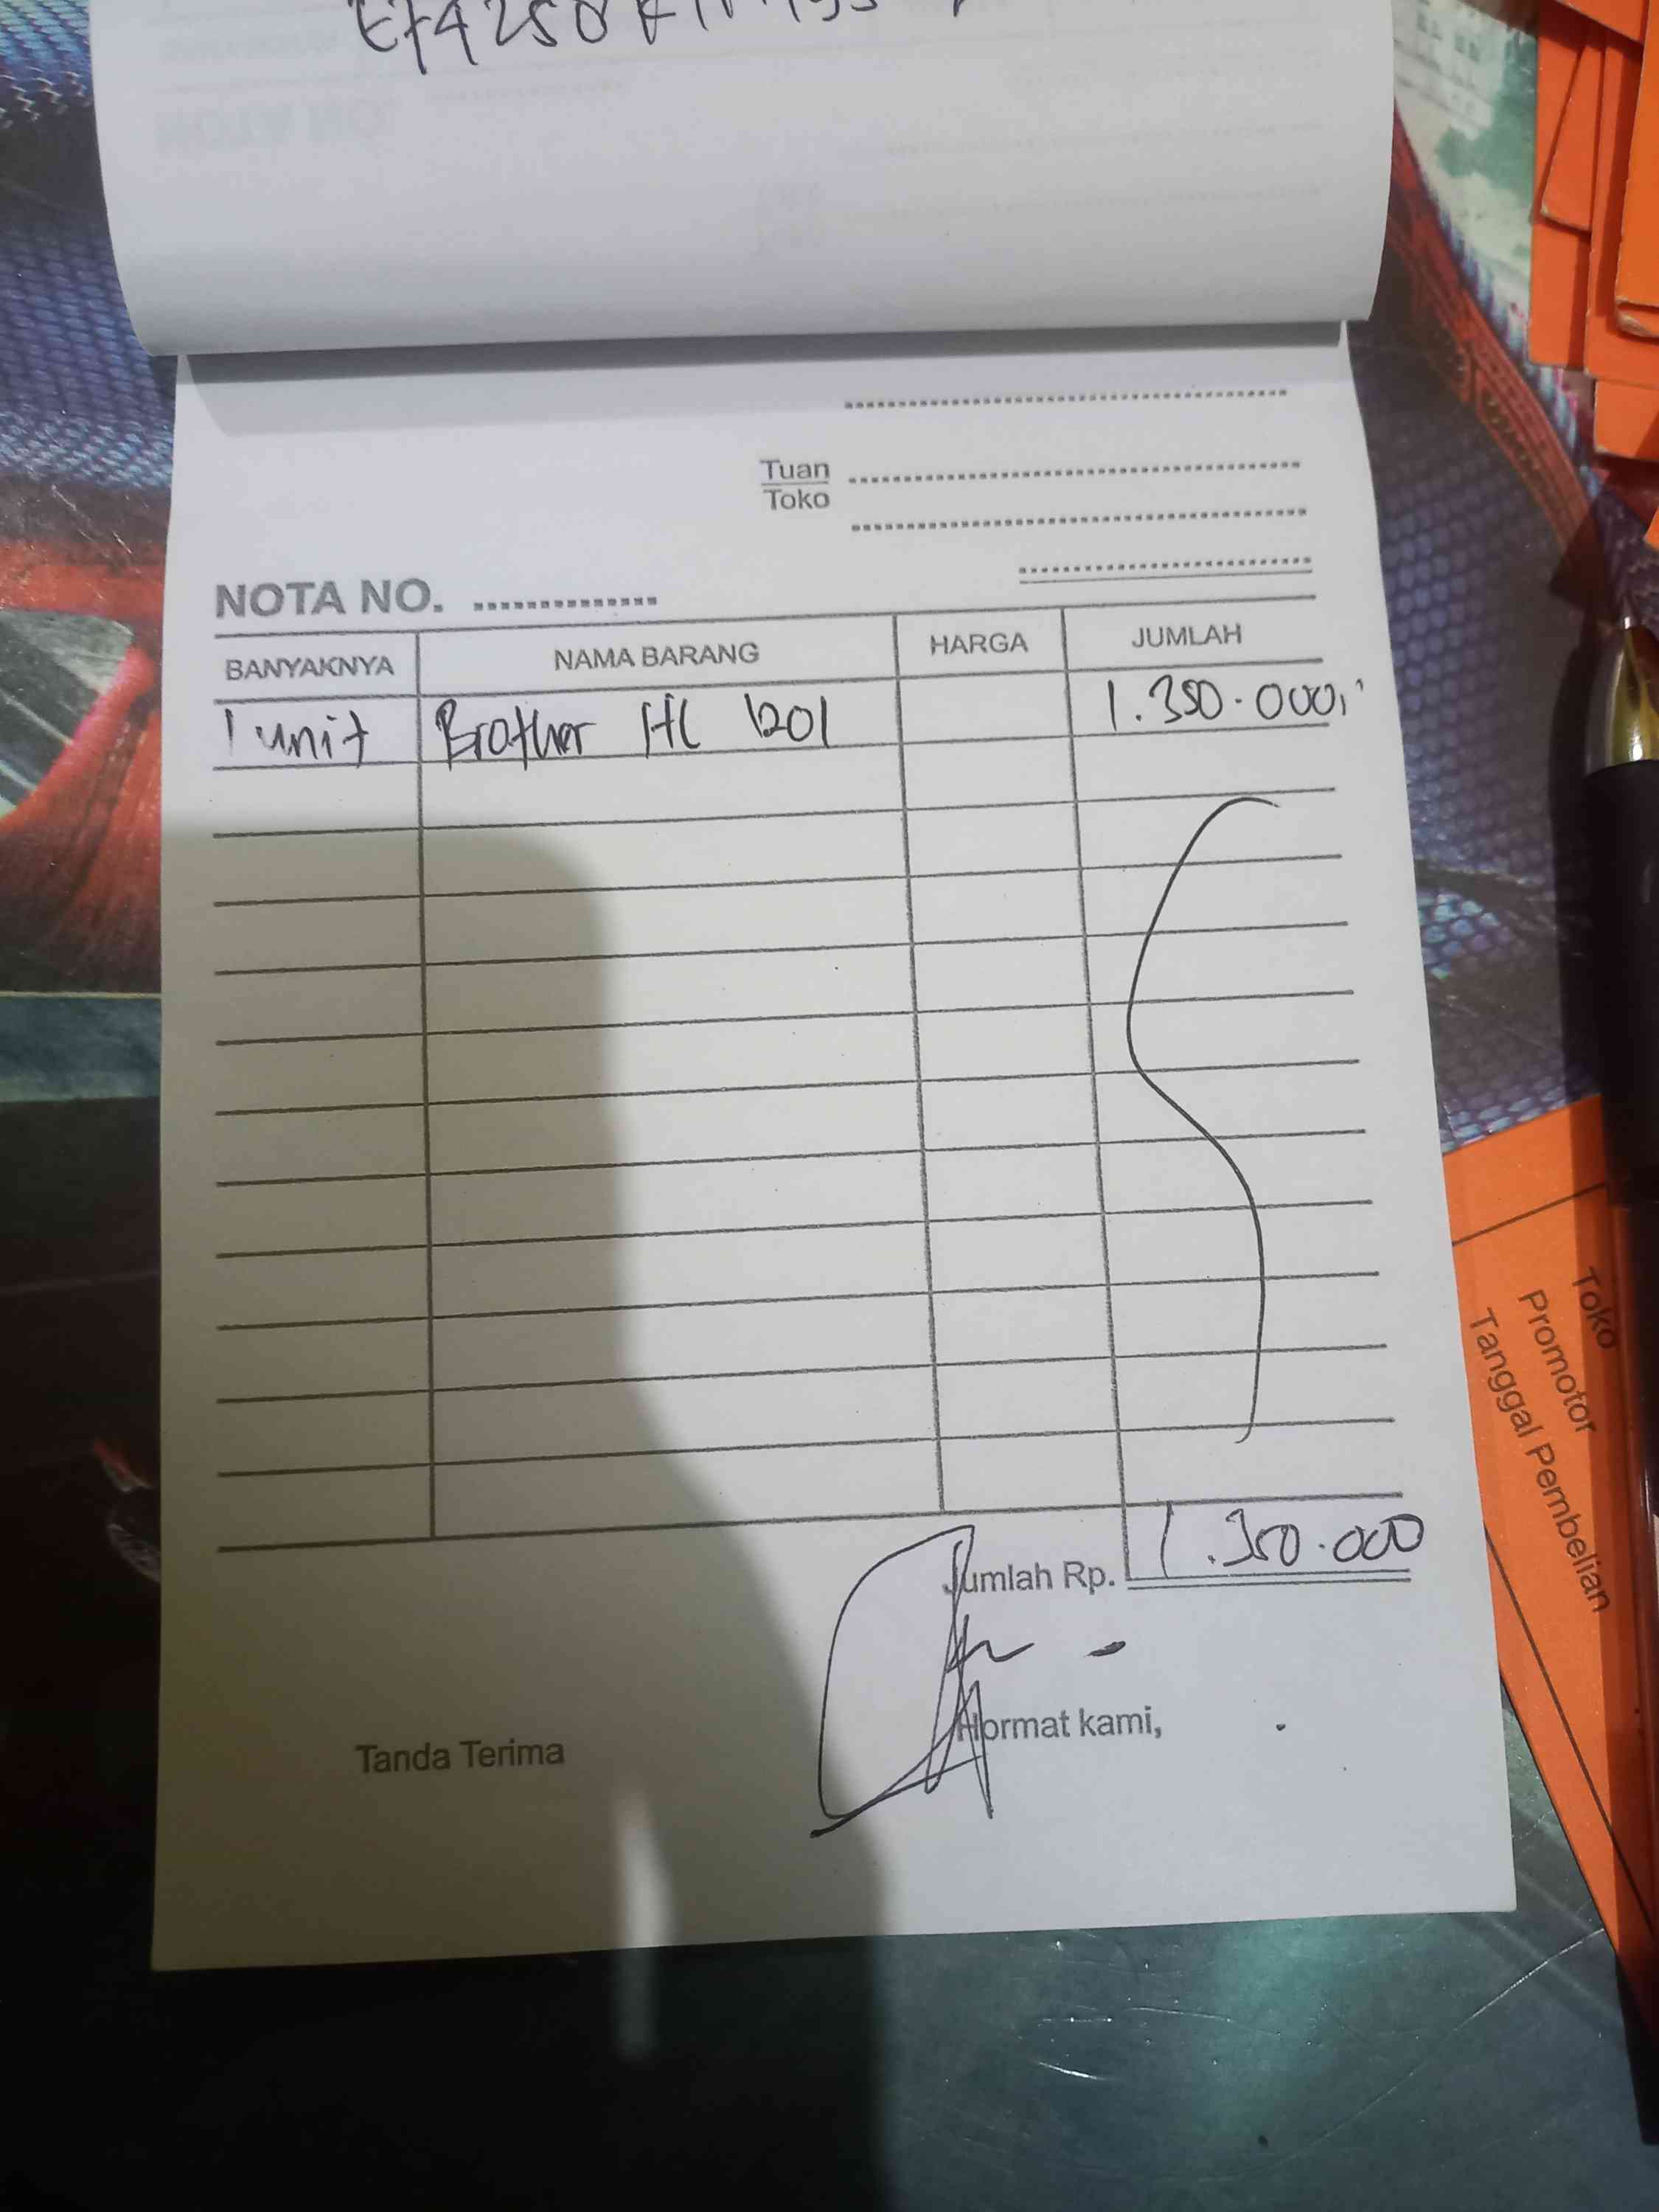 Tuan
Toko
NOTA NO.
BANYAKNYA NAMA BARANG HARGA JUMLAH
1 unit Brother HL 1201 1.350.000,-
Jumlah Rp. 1.350.000
Tanda Terima Hormat kami,
Toko
Promotor
Tanggal Pembelian